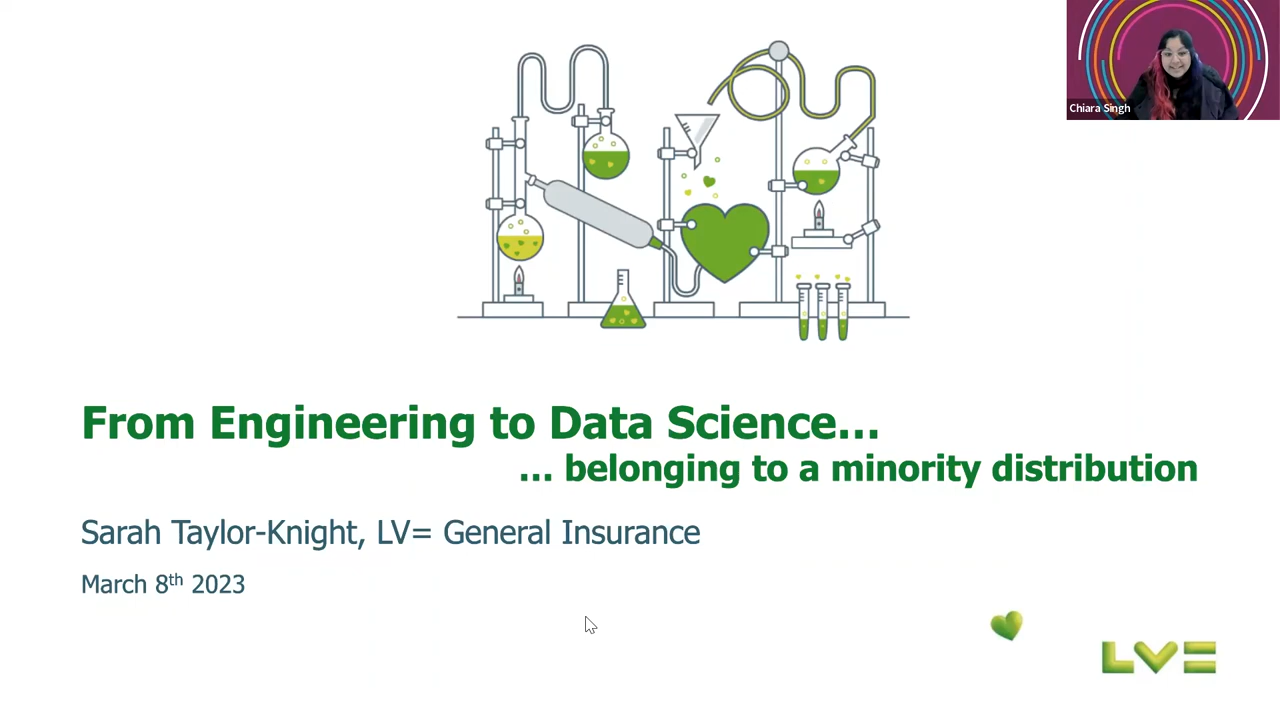 Chiara Singh
From Engineering to Data Science...
... belonging to a minority distribution
Sarah Taylor-Knight, LV= General Insurance
March 8th 2023
LV=